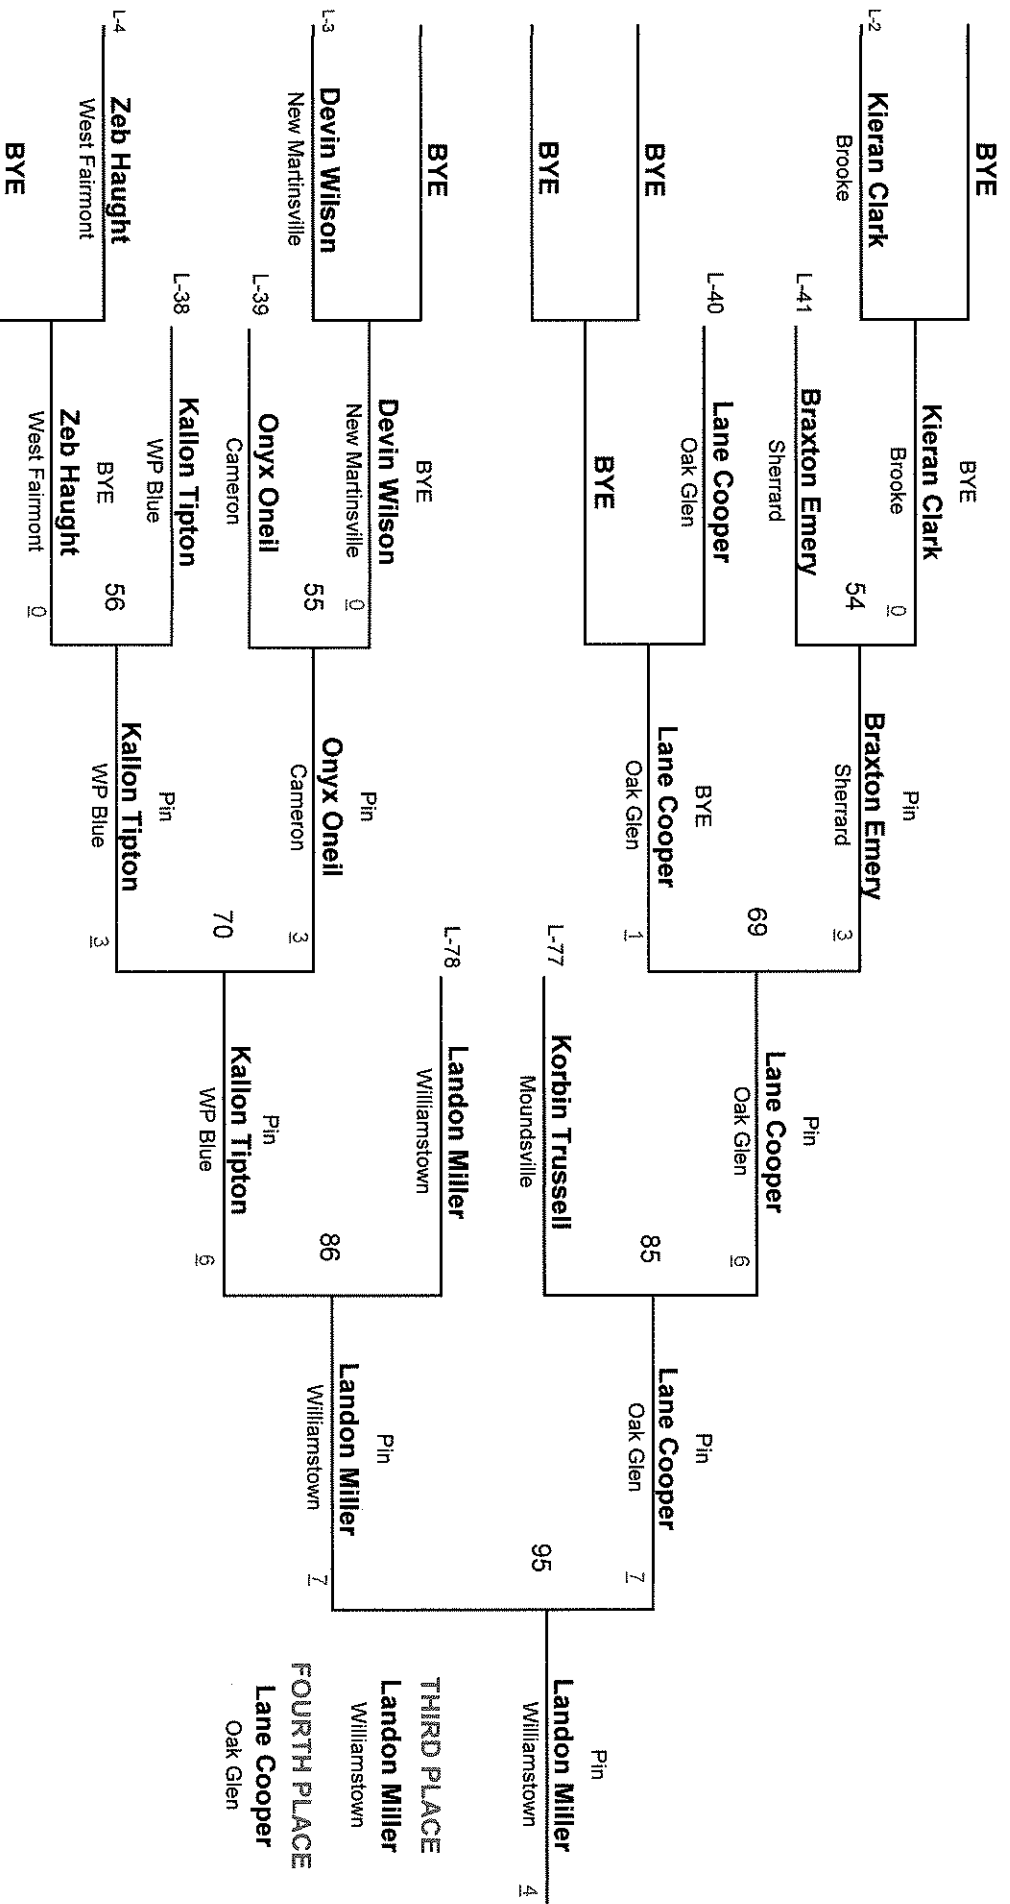 BYE
L-2
Kieran Clark
Brooke
BYE
Kieran Clark
Brooke
0
54
L-41
Braxton Emery
Sherrard
Pin
Braxton Emery
Sherrard
3
BYE
BYE
L-40
Lane Cooper
Oak Glen
BYE
BYE
Lane Cooper
Oak Glen
1
69
Pin
Lane Cooper
Oak Glen
6
85
L-77
Korbin Trussell
Moundsville
Pin
Lane Cooper
Oak Glen
7
BYE
L-3
Devin Wilson
New Martinsville
BYE
Devin Wilson
New Martinsville
0
55
L-39
Onyx Oneil
Cameron
Pin
Onyx Oneil
Cameron
3
L-38
Kallon Tipton
WP Blue
56
L-4
Zeb Haught
West Fairmont
BYE
BYE
Zeb Haught
West Fairmont
0
Pin
Kallon Tipton
WP Blue
3
70
L-78
Landon Miller
Williamstown
86
Pin
Kallon Tipton
WP Blue
6
Pin
Landon Miller
Williamstown
7
95
Pin
Landon Miller
Williamstown
4
THIRD PLACE
Landon Miller
Williamstown
FOURTH PLACE
Lane Cooper
Oak Glen